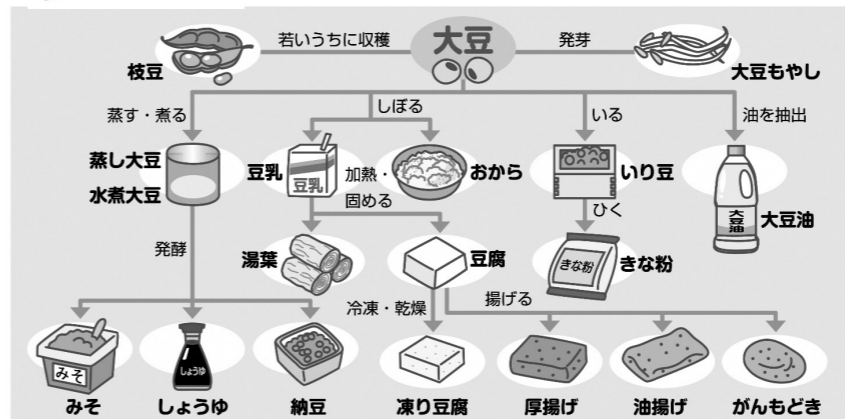 大豆
若いうちに収穫
発芽
枝豆
大豆もやし
蒸す・煮る
しぼる
いる
油を抽出
蒸し大豆
水煮大豆
豆乳
豆乳
加熱・
固める
おから
いり豆
大豆油
大豆油
ひく
発酵
湯葉
豆腐
きな粉
きな粉
冷凍・乾燥
揚げる
みそ
しょうゆ
みそ
しょうゆ
納豆
凍り豆腐
厚揚げ
油揚げ
がんもどき